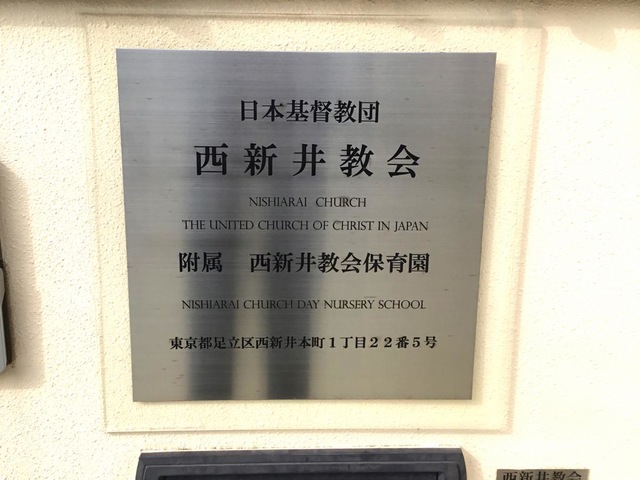 日本基督教団
西新井教会
NISHIARAI CHURCH
THE UNITED CHURCH OF CHRIST IN JAPAN
附属 西新井教会保育園
NISHIARAI CHURCH DAY NURSERY SCHOOL
東京都足立区西新井本町1丁目22番5号
西新井教会